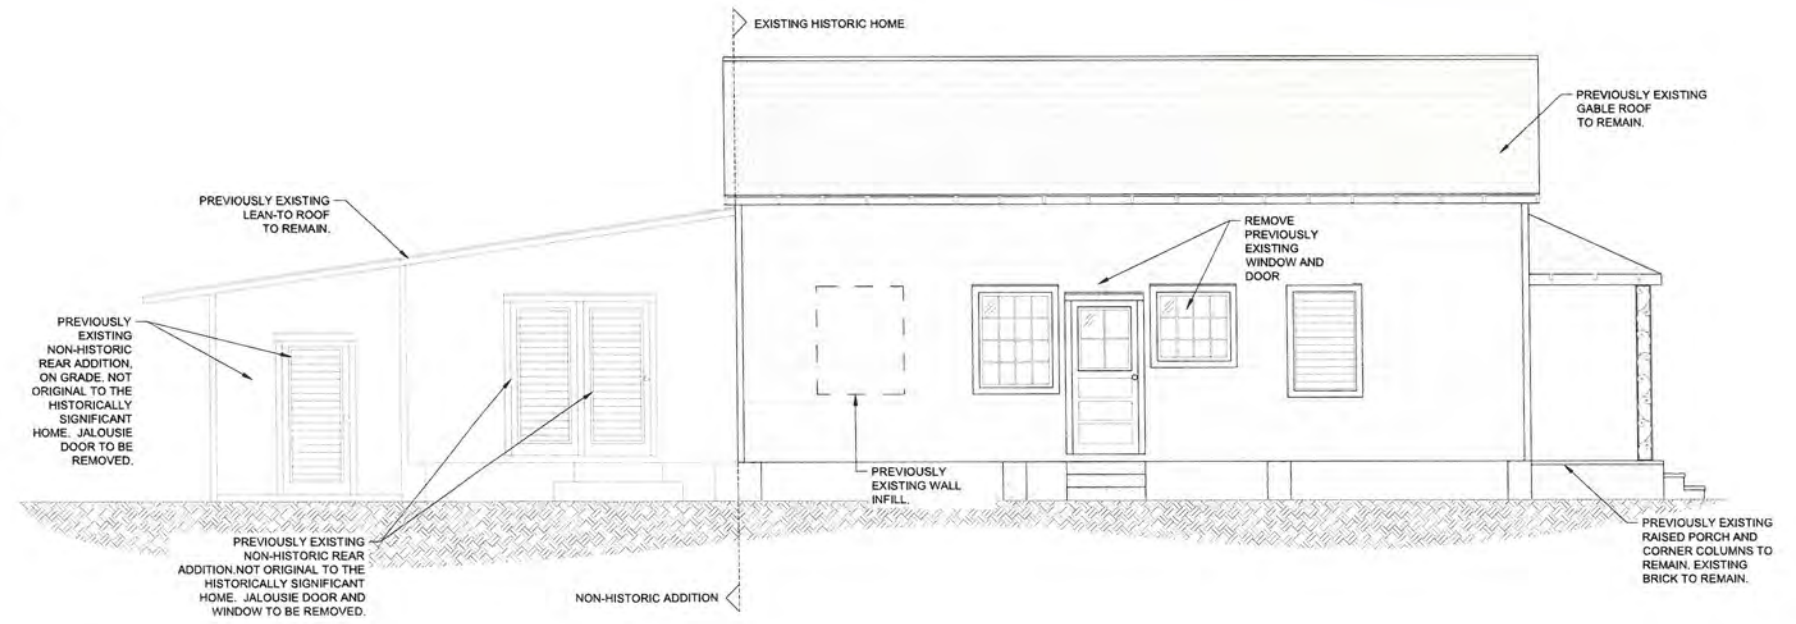 EXISTING HISTORIC HOME
PREVIOUSLY EXISTING
GABLE ROOF
TO REMAIN.
PREVIOUSLY EXISTING
LEAN-TO ROOF
TO REMAIN.
REMOVE
PREVIOUSLY
EXISTING
WINDOW AND
DOOR
PREVIOUSLY
EXISTING
NON-HISTORIC
REAR ADDITION,
ON GRADE. NOT
ORIGINAL TO THE
HISTORICALLY
SIGNIFICANT
HOME. JALOUSIE
DOOR TO BE
REMOVED.
PREVIOUSLY
EXISTING WALL
INFILL.
PREVIOUSLY EXISTING
NON-HISTORIC REAR
ADDITION.NOT ORIGINAL TO THE
HISTORICALLY SIGNIFICANT
HOME. JALOUSIE DOOR AND
WINDOW TO BE REMOVED.
NON-HISTORIC ADDITION
PREVIOUSLY EXISTING
RAISED PORCH AND
CORNER COLUMNS TO
REMAIN. EXISTING
BRICK TO REMAIN.